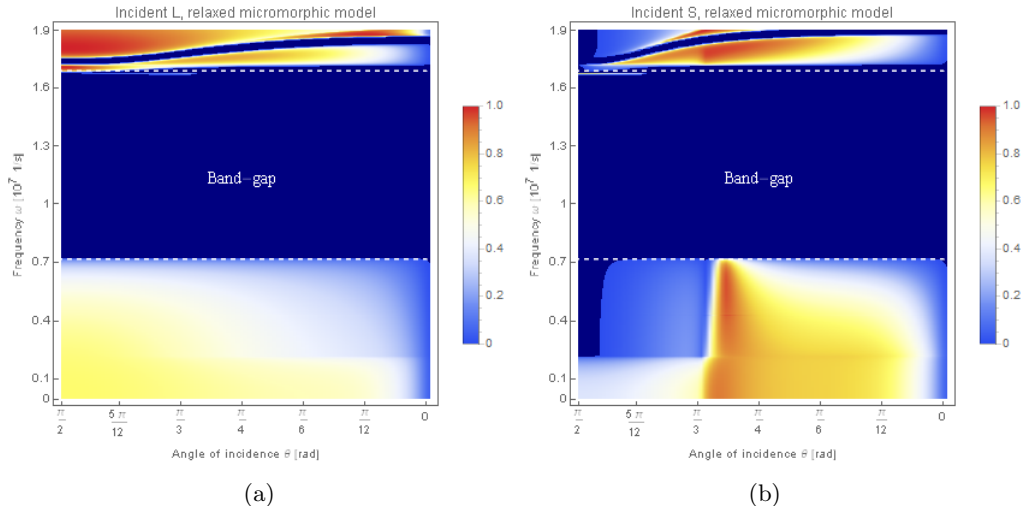 Incident L, relaxed micromorphic model
Frequency ω [10^7 1/s]
1.9
1.6
1.3
1
0.7
0.4
0.1
0
Band-gap
π/2
5π/12
π/3
π/4
π/6
π/12
0
Angle of incidence θ [rad]
1.0
0.8
0.6
0.4
0.2
0
(a)
Incident S, relaxed micromorphic model
Frequency ω [10^7 1/s]
1.9
1.6
1.3
1
0.7
0.4
0.1
0
Band-gap
π/2
5π/12
π/3
π/4
π/6
π/12
0
Angle of incidence θ [rad]
1.0
0.8
0.6
0.4
0.2
0
(b)